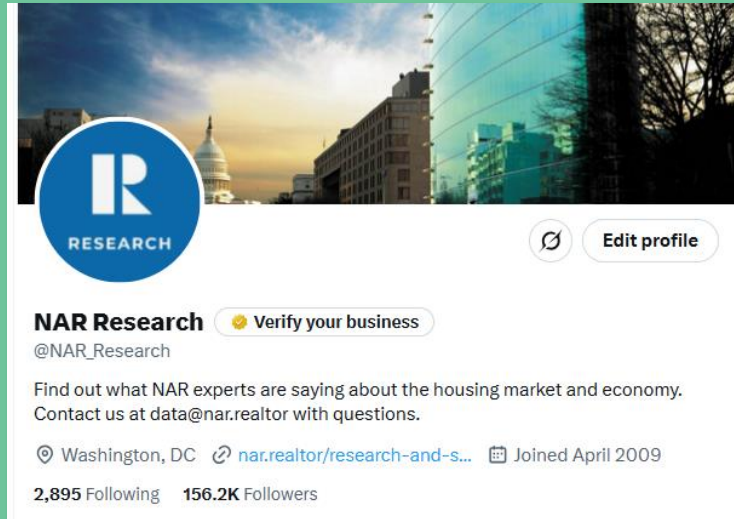 R
RESEARCH
Edit profile
NAR Research Verify your business
@NAR_Research
Find out what NAR experts are saying about the housing market and economy.
Contact us at data@nar.realtor with questions.
Washington, DC nar.realtor/research-and-s... Joined April 2009
2,895 Following 156.2K Followers